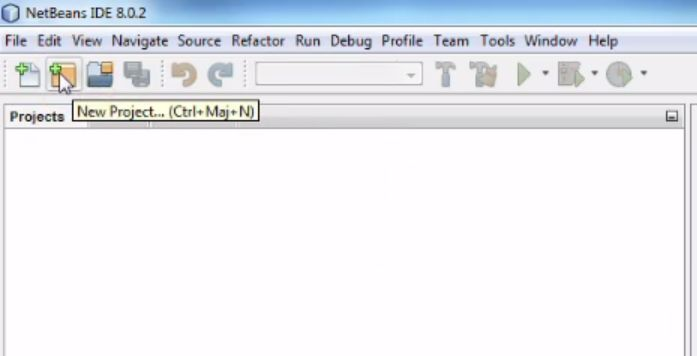 NetBeans IDE 8.0.2
File Edit View Navigate Source Refactor Run Debug Profile Team Tools Window Help
Projects
New Project... (Ctrl+Maj+N)